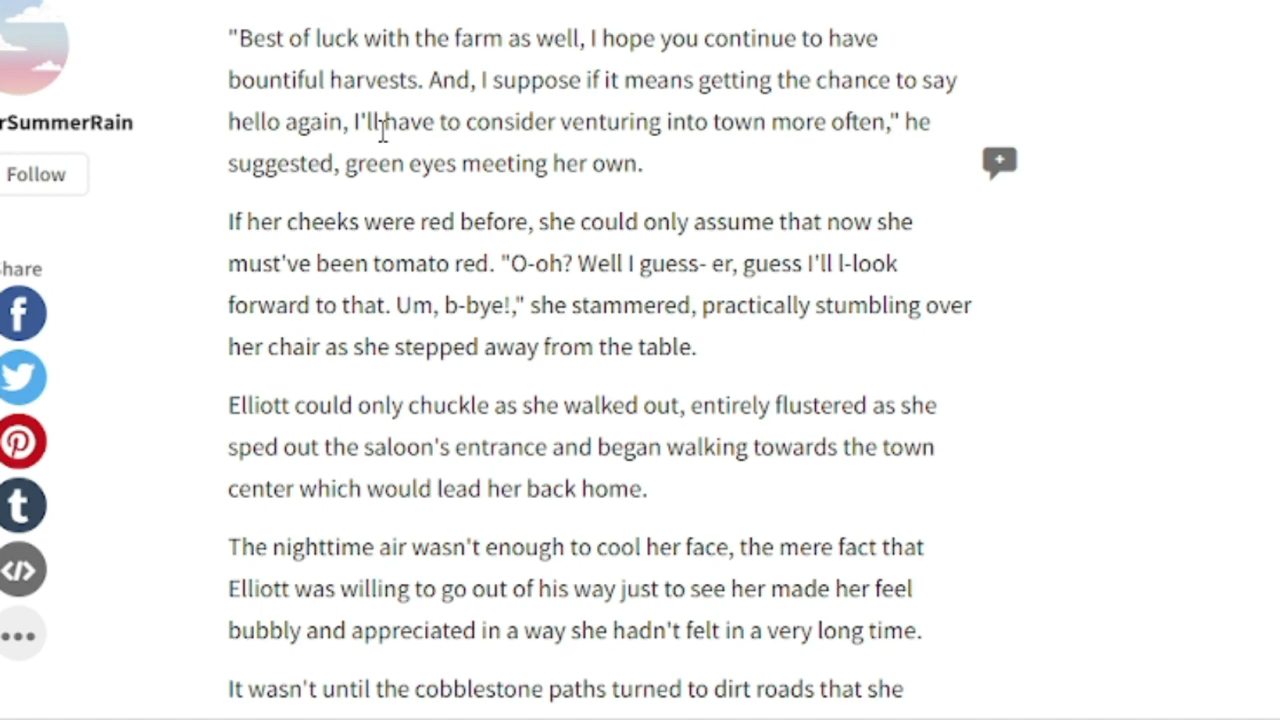 "Best of luck with the farm as well, I hope you continue to have
bountiful harvests. And, I suppose if it means getting the chance to say
hello again, I'll have to consider venturing into town more often," he
suggested, green eyes meeting her own.
rSummerRain
Follow
If her cheeks were red before, she could only assume that now she
must've been tomato red. "O-oh? Well I guess- er, guess I'll l-look
forward to that. Um, b-bye!," she stammered, practically stumbling over
her chair as she stepped away from the table.
Share
Elliott could only chuckle as she walked out, entirely flustered as she
sped out the saloon's entrance and began walking towards the town
center which would lead her back home.
The nighttime air wasn't enough to cool her face, the mere fact that
Elliott was willing to go out of his way just to see her made her feel
bubbly and appreciated in a way she hadn't felt in a very long time.
It wasn't until the cobblestone paths turned to dirt roads that she